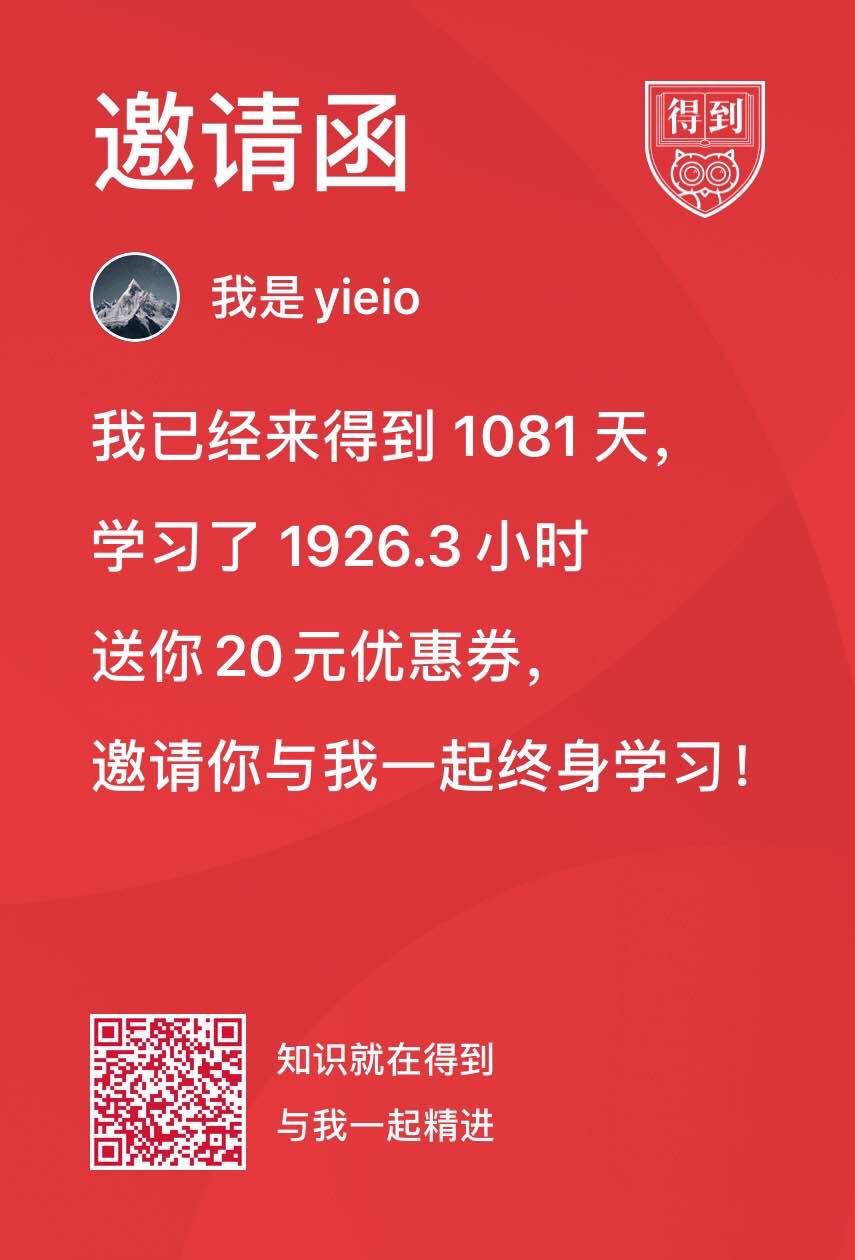 邀请函
得到
我是 yieio
我已经来得到 1081 天，
学习了 1926.3 小时
送你 20 元优惠券，
邀请你与我一起终身学习！
知识就在得到
与我一起精进